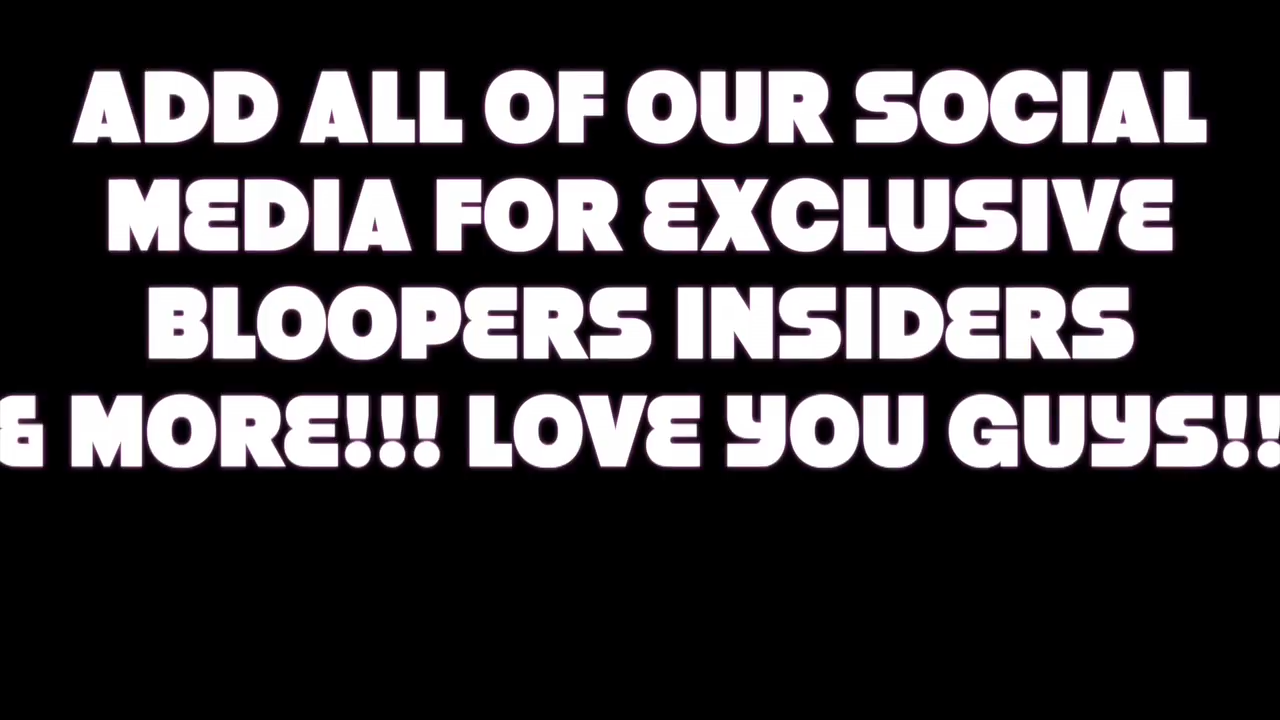 ADD ALL OF OUR SOCIAL
MEDIA FOR EXCLUSIVE
BLOOPERS INSIDERS
& MORE!!! LOVE YOU GUYS!!